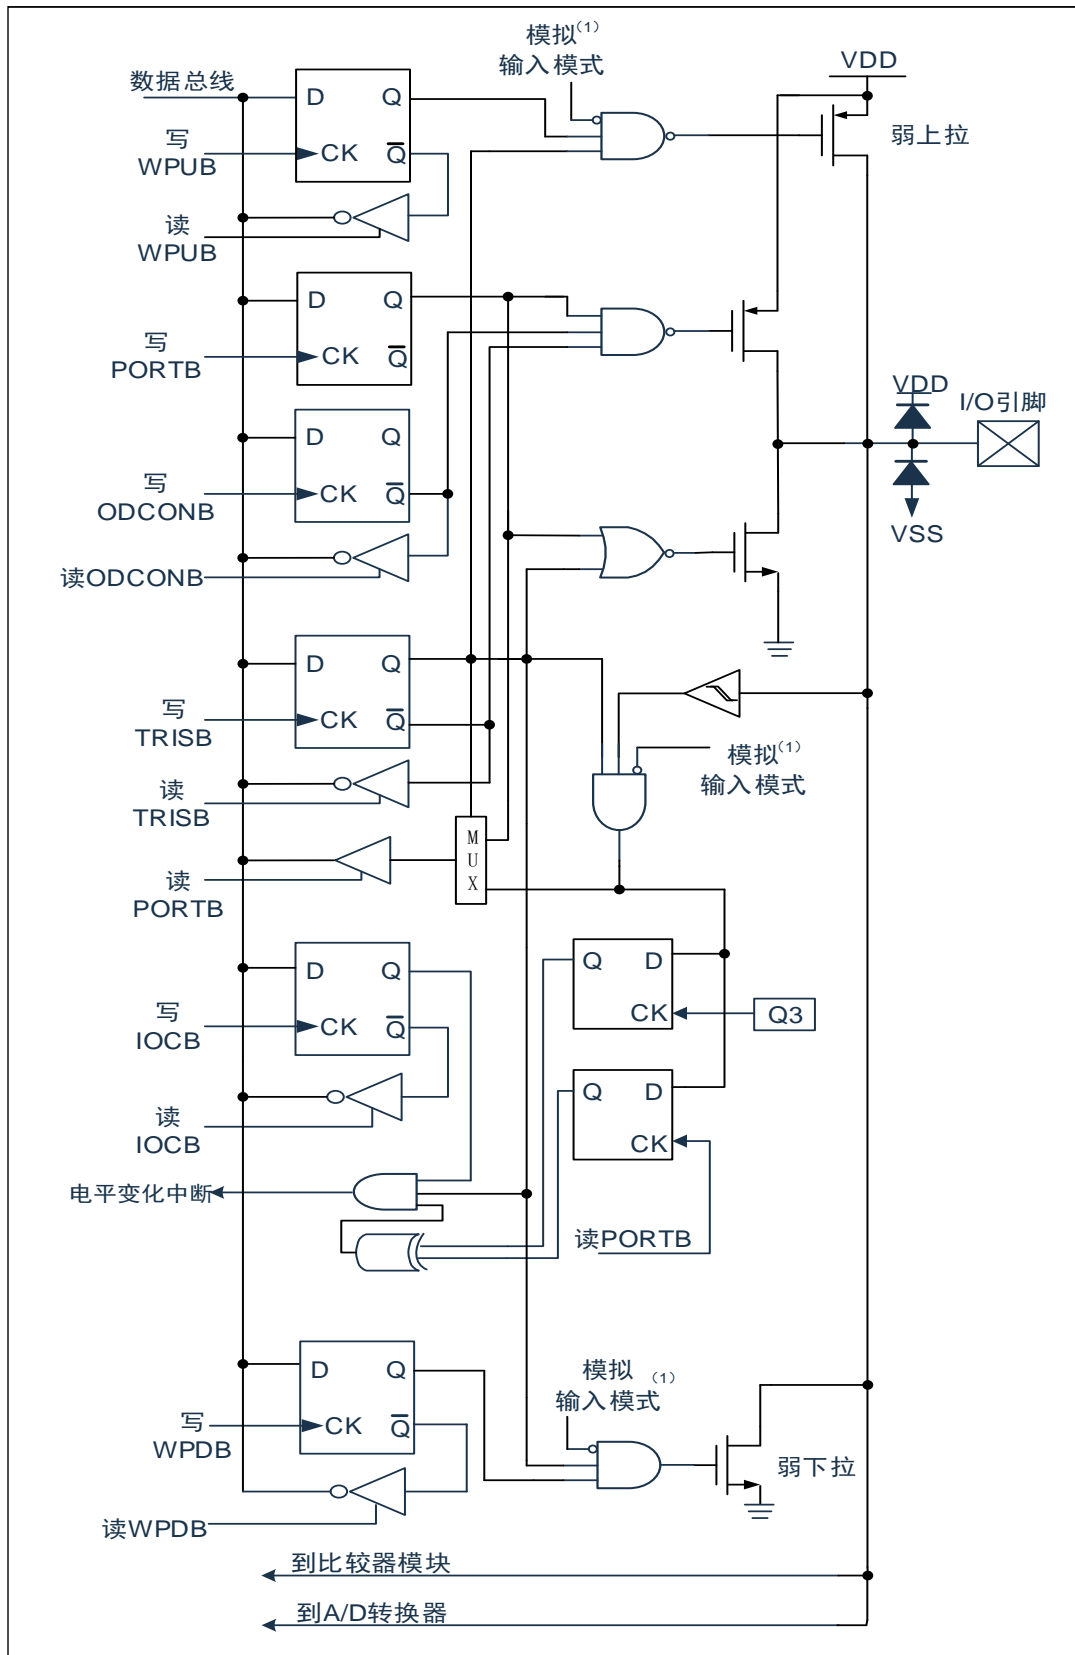 模拟(1)
输入模式
VDD
数据总线
D Q
写
WPUB
CK Q
弱上拉
读
WPUB
D Q
写
PORTB
CK Q
VDD
I/O引脚
D Q
写
ODCONB
CK Q
VSS
读ODCONB
D Q
写
TRISB
CK Q
模拟(1)
输入模式
读
TRISB
MUX
读
PORTB
D Q
Q D
写
IOCB
CK Q
CK
Q3
Q D
读
IOCB
CK
电平变化中断
读PORTB
D Q
模拟(1)
输入模式
写
WPDB
CK Q
弱下拉
读WPDB
到比较器模块
到A/D转换器